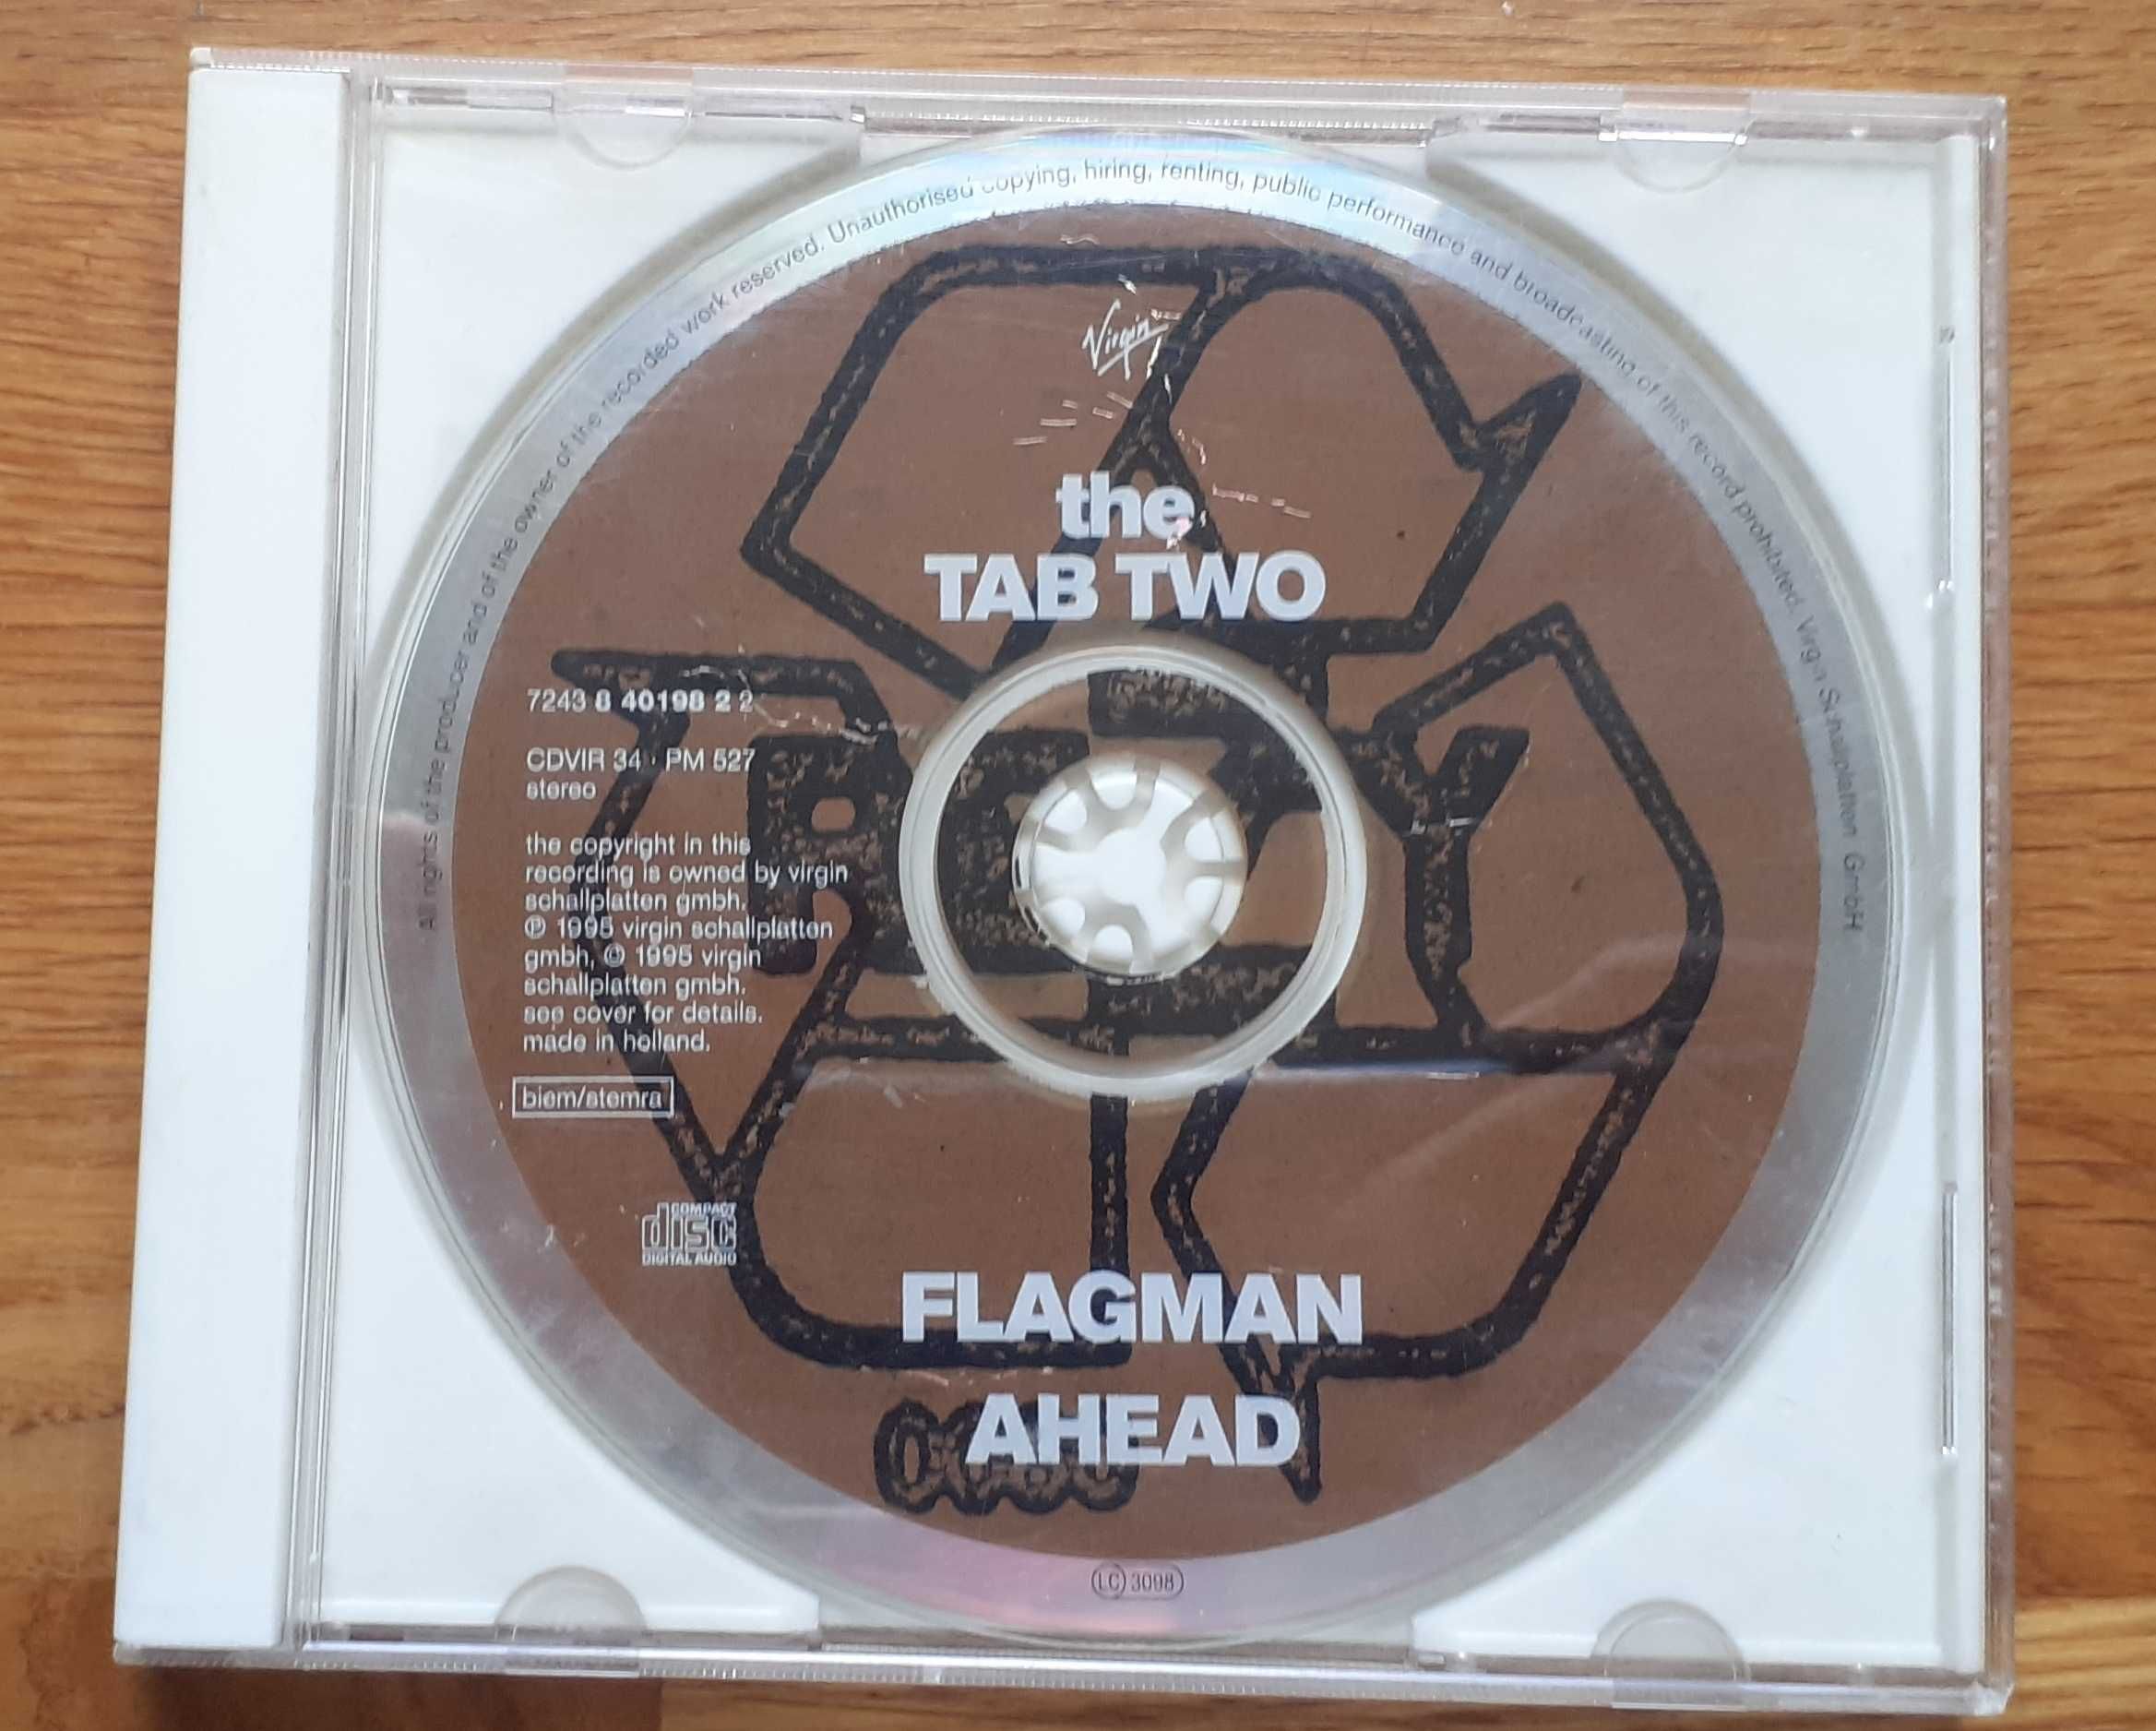 All rights of the producer and of the owner of the recorded work reserved. Unauthorised copying, hiring, renting, public performance and broadcasting of this record prohibited. Virgin Schallplatten GmbH
Virgin
the
TAB TWO
7243 8 40198 2 2
CDVIR 34 · PM 527
stereo
the copyright in this
recording is owned by virgin
schallplatten gmbh.
℗ 1995 virgin schallplatten
gmbh, © 1995 virgin
schallplatten gmbh.
see cover for details.
made in holland.
biem/stemra
COMPACT
disc
DIGITAL AUDIO
FLAGMAN
AHEAD
LC 3098